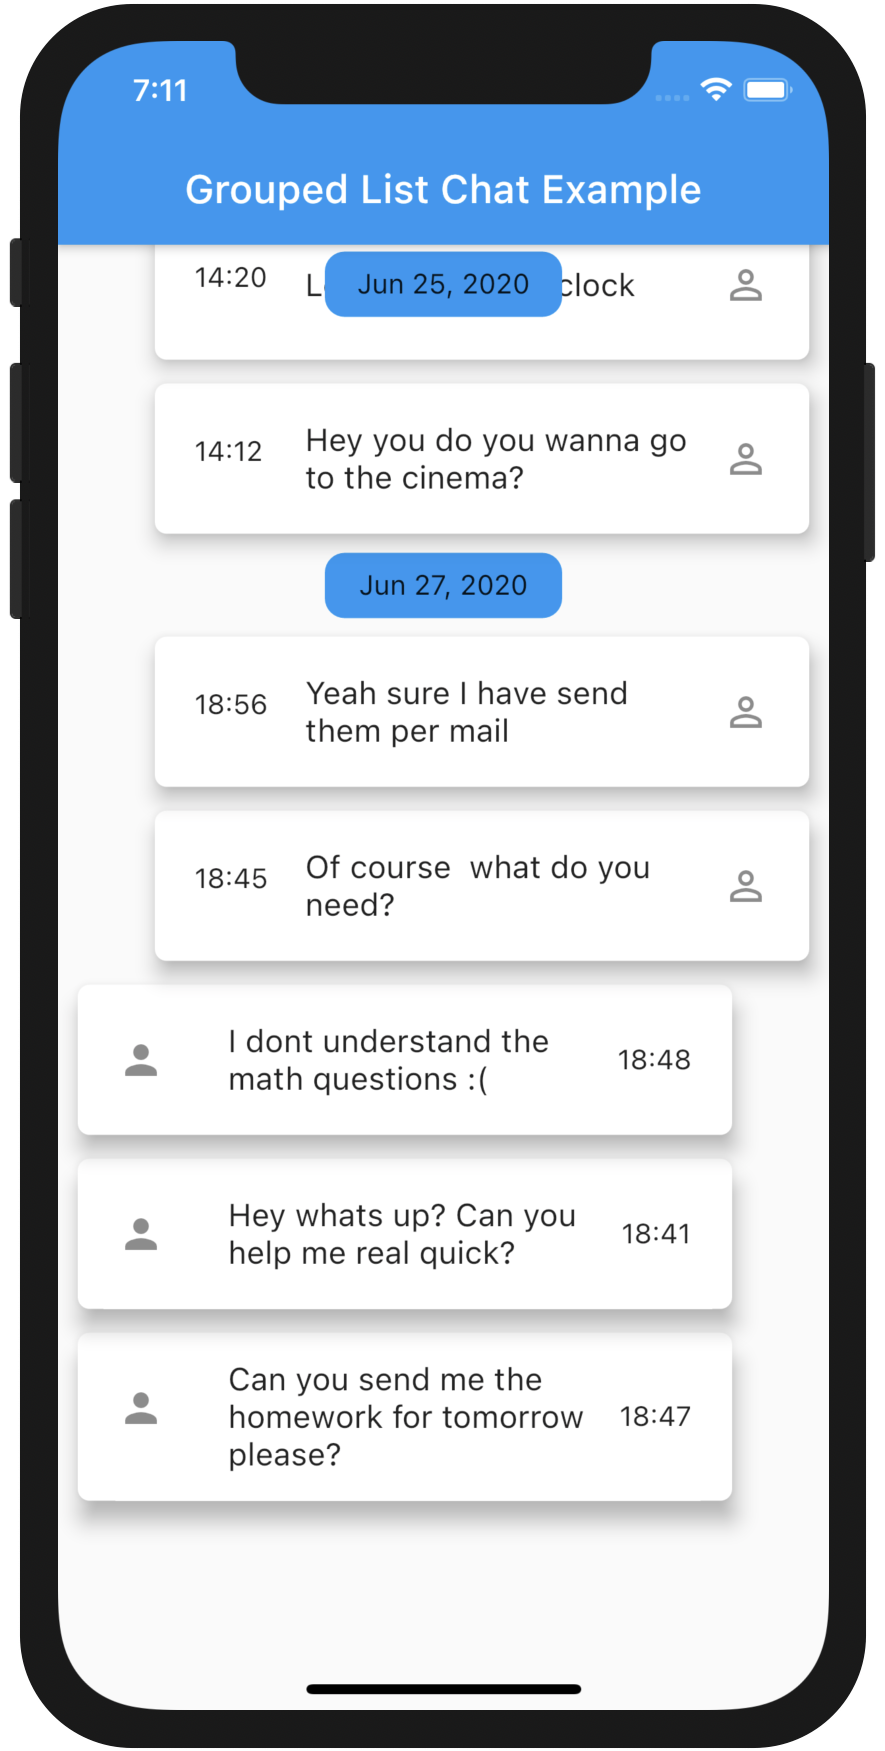 7:11
Grouped List Chat Example
14:20
Jun 25, 2020
clock
14:12
Hey you do you wanna go
to the cinema?
Jun 27, 2020
18:56
Yeah sure I have send
them per mail
18:45
Of course  what do you
need?
I dont understand the
math questions :(
18:48
Hey whats up? Can you
help me real quick?
18:41
Can you send me the
homework for tomorrow
please?
18:47